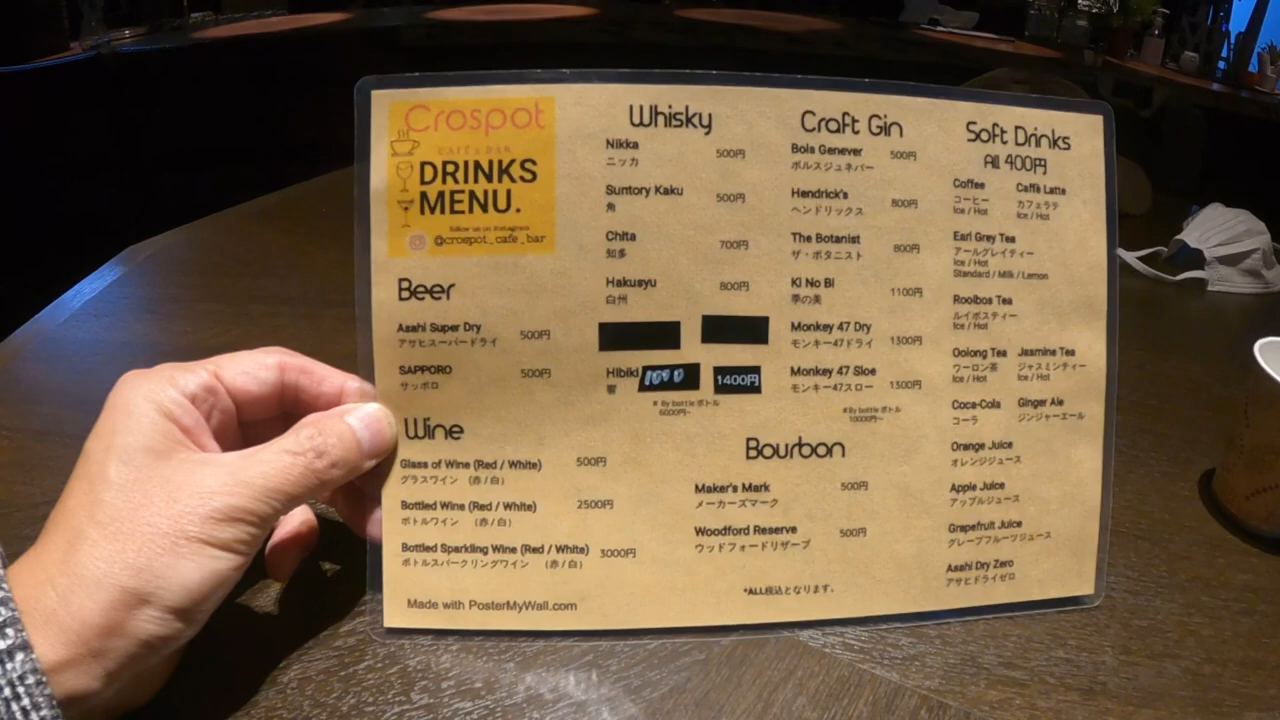 Crospot
CAFÉ & BAR
DRINKS
MENU.
follow us on Instagram
@crospot_cafe_bar
Beer
Asahi Super Dry 500円
アサヒスーパードライ
SAPPORO 500円
サッポロ
Wine
Glass of Wine (Red / White) 500円
グラスワイン (赤 / 白)
Bottled Wine (Red / White) 2500円
ボトルワイン (赤 / 白)
Bottled Sparkling Wine (Red / White) 3000円
ボトルスパークリングワイン (赤 / 白)
Made with PosterMyWall.com
Whisky
Nikka 500円
ニッカ
Suntory Kaku 500円
角
Chita 700円
知多
Hakusyu 800円
白州
Hibiki 1400円
響
※ By bottle ボトル
6000円~
Craft Gin
Bols Genever 500円
ボルスジュネバー
Hendrick's 800円
ヘンドリックス
The Botanist 800円
ザ・ボタニスト
Ki No Bi 1100円
季の美
Monkey 47 Dry 1300円
モンキー47ドライ
Monkey 47 Sloe 1300円
モンキー47スロー
※By bottle ボトル
10000円~
Bourbon
Maker's Mark 500円
メーカーズマーク
Woodford Reserve 500円
ウッドフォードリザーブ
*ALL税込となります。
Soft Drinks
All 400円
Coffee
コーヒー
Ice / Hot
Caffè Latte
カフェラテ
Ice / Hot
Earl Grey Tea
アールグレイティー
Ice / Hot
Standard / Milk / Lemon
Rooibos Tea
ルイボスティー
Ice / Hot
Oolong Tea
ウーロン茶
Ice / Hot
Jasmine Tea
ジャスミンティー
Ice / Hot
Coca-Cola
コーラ
Ginger Ale
ジンジャーエール
Orange Juice
オレンジジュース
Apple Juice
アップルジュース
Grapefruit Juice
グレープフルーツジュース
Asahi Dry Zero
アサヒドライゼロ